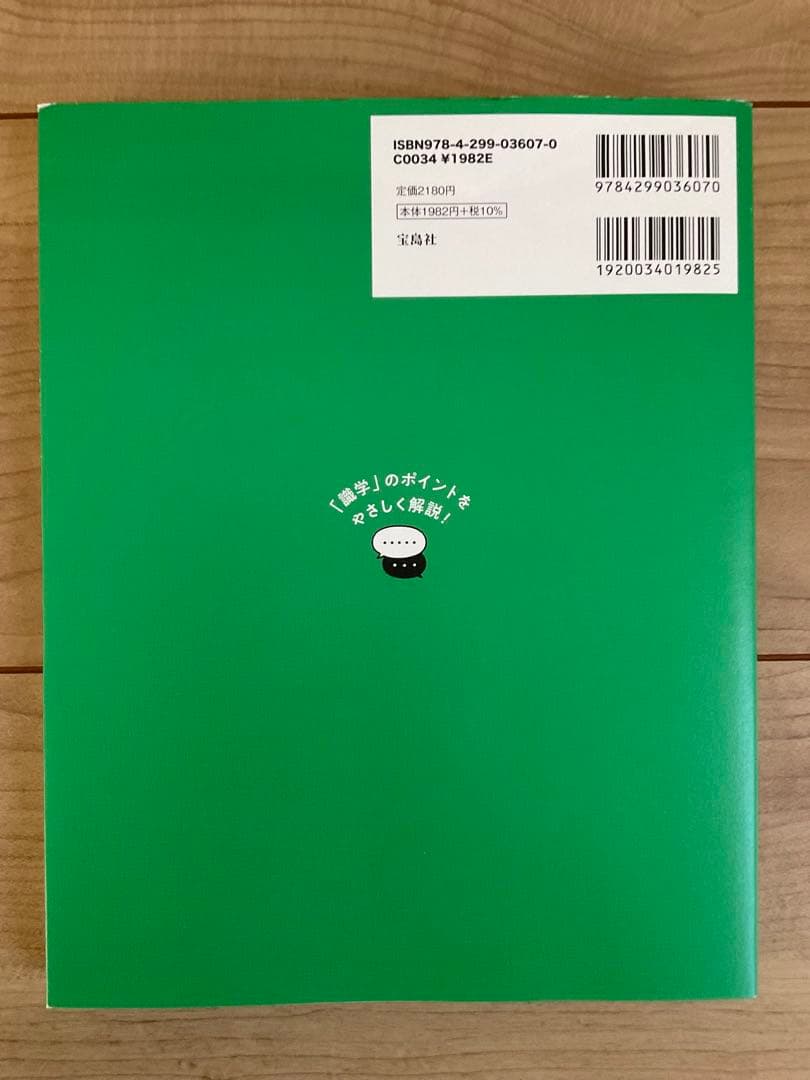 ISBN978-4-299-03607-0
C0034 ¥1982E
定価2180円
本体1982円+税10%
宝島社
9784299036070
1920034019825
「識学」のポイントを
やさしく解説!